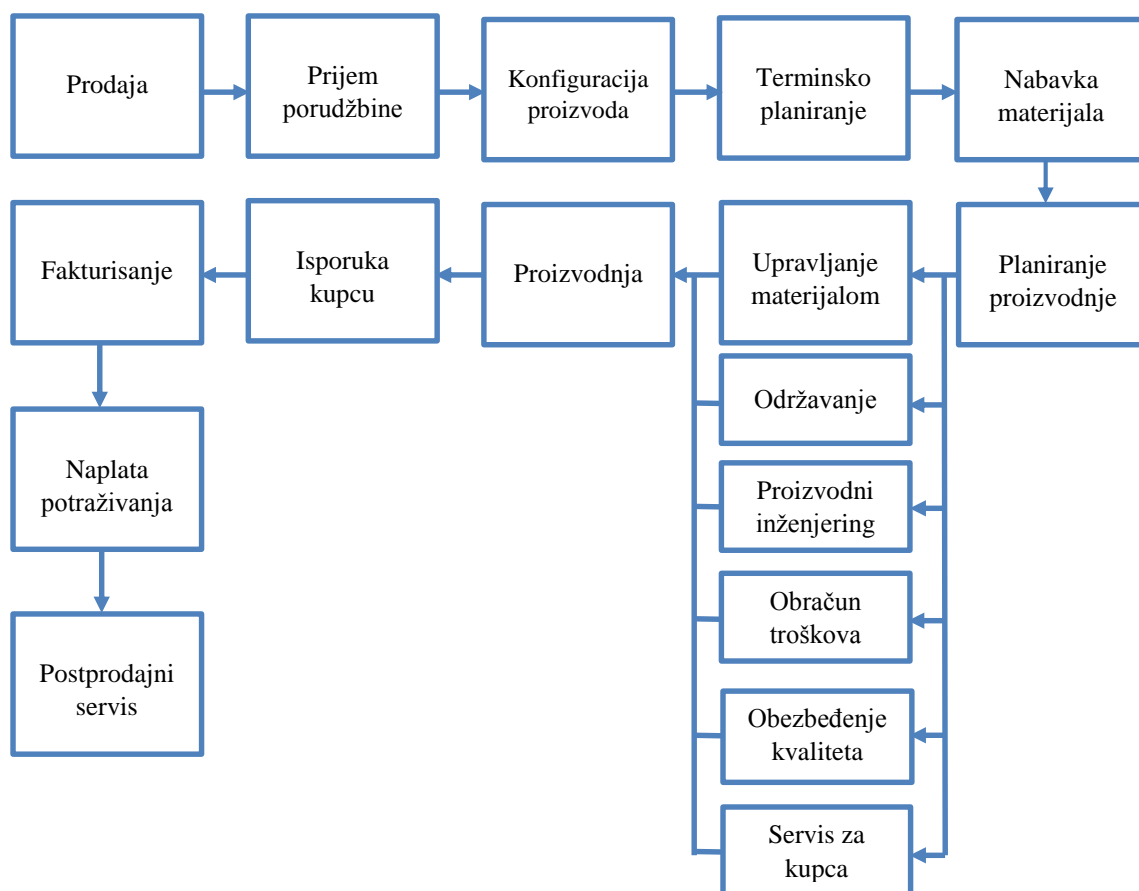 Prodaja
Prijem
porudžbine
Konfiguracija
proizvoda
Terminsko
planiranje
Nabavka
materijala
Fakturisanje
Isporuka
kupcu
Proizvodnja
Upravljanje
materijalom
Planiranje
proizvodnje
Održavanje
Naplata
potraživanja
Proizvodni
inženjering
Obračun
troškova
Postprodajni
servis
Obezbeđenje
kvaliteta
Servis za
kupca